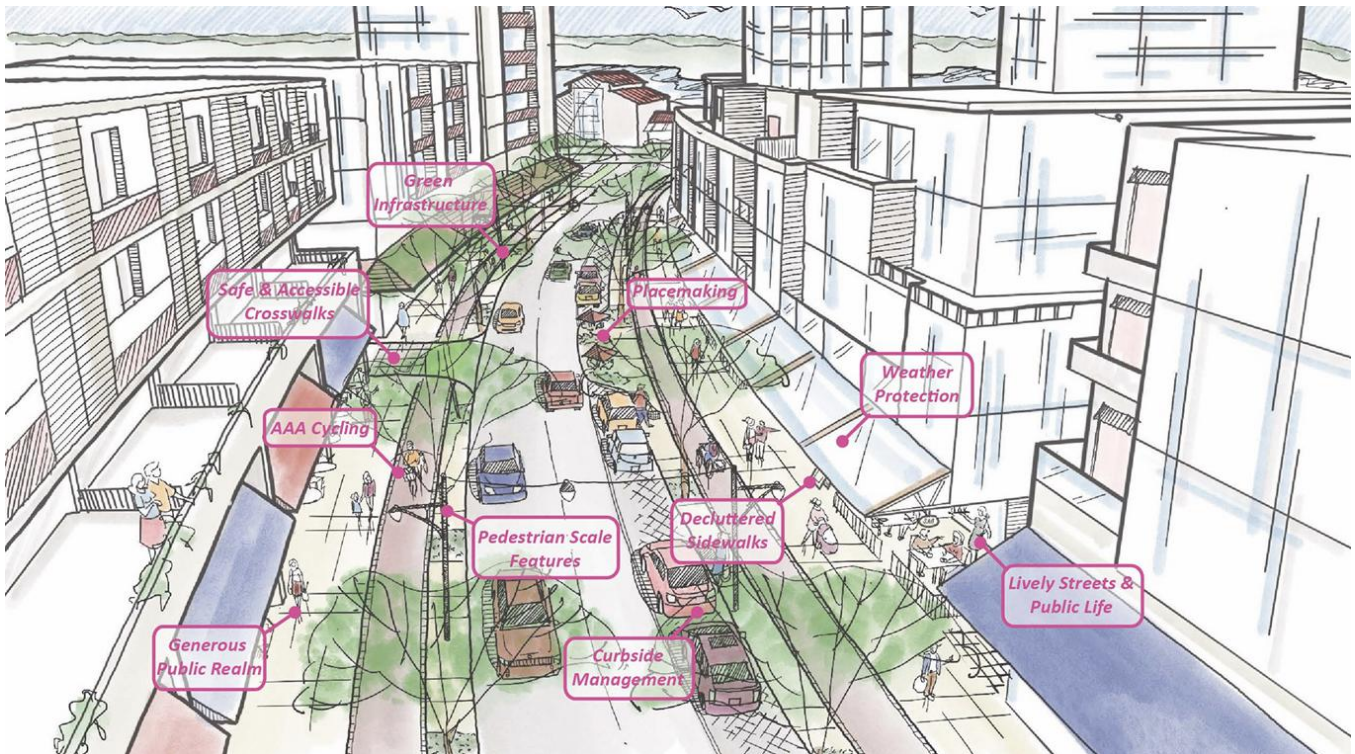 Green
Infrastructure
Safe & Accessible
Crosswalks
Placemaking
Weather
Protection
AAA Cycling
Pedestrian Scale
Features
Decluttered
Sidewalks
Lively Streets &
Public Life
Generous
Public Realm
Curbside
Management